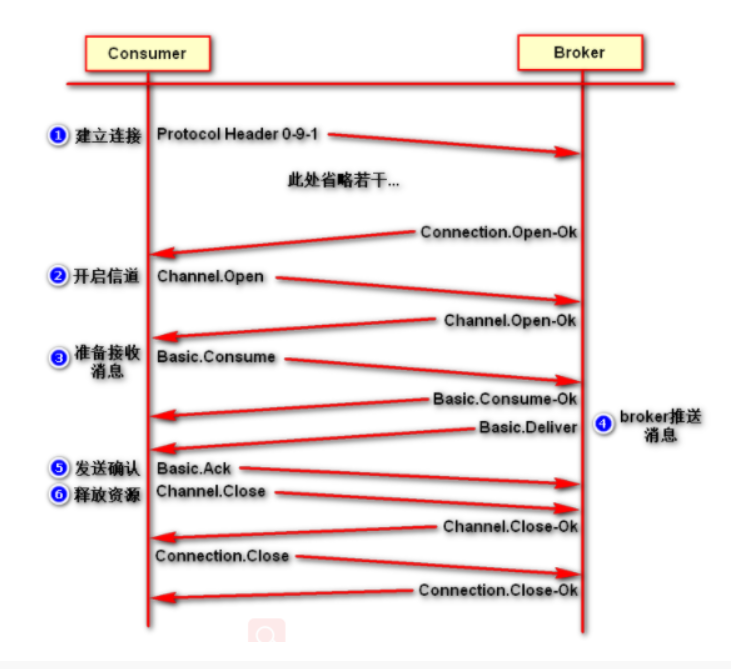 Consumer
Broker
1 建立连接 Protocol Header 0-9-1
此处省略若干...
Connection.Open-Ok
2 开启信道 Channel.Open
Channel.Open-Ok
3 准备接收 Basic.Consume
消息
Basic.Consume-Ok
4 broker推送
消息
Basic.Deliver
5 发送确认 Basic.Ack
6 释放资源 Channel.Close
Channel.Close-Ok
Connection.Close
Connection.Close-Ok